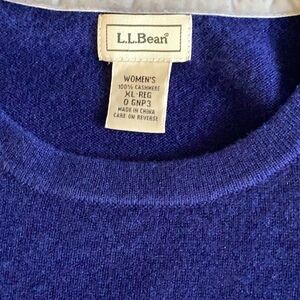 L.L.Bean
WOMEN'S
100% CASHMERE
XL-REG
0 GNP3
MADE IN CHINA
CARE ON REVERSE